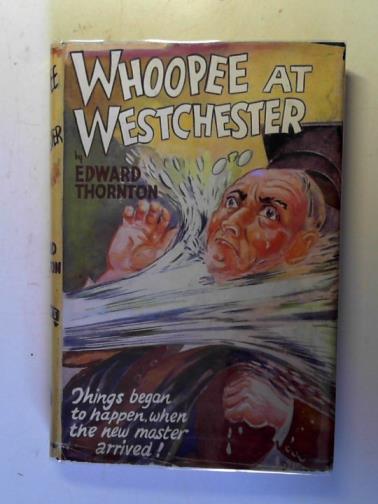 WHOOPEE AT
WESTCHESTER
by
EDWARD
THORNTON
Things began
to happen, when
the new master
arrived!